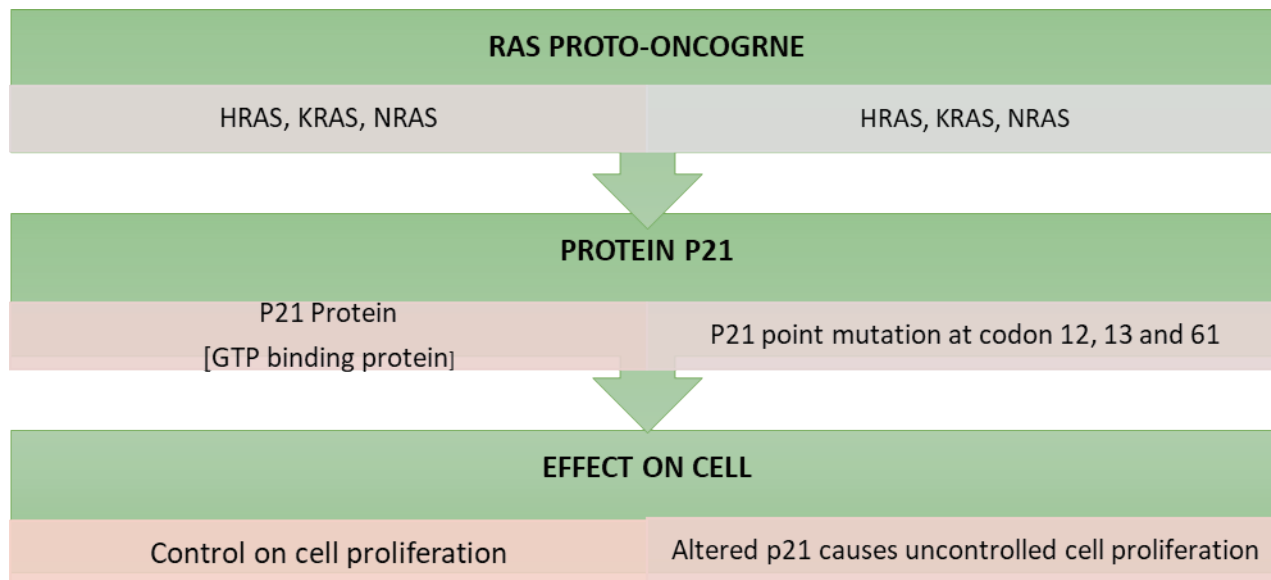 RAS PROTO-ONCOGRNE
HRAS, KRAS, NRAS
HRAS, KRAS, NRAS
PROTEIN P21
P21 Protein
[GTP binding protein]
P21 point mutation at codon 12, 13 and 61
EFFECT ON CELL
Control on cell proliferation
Altered p21 causes uncontrolled cell proliferation